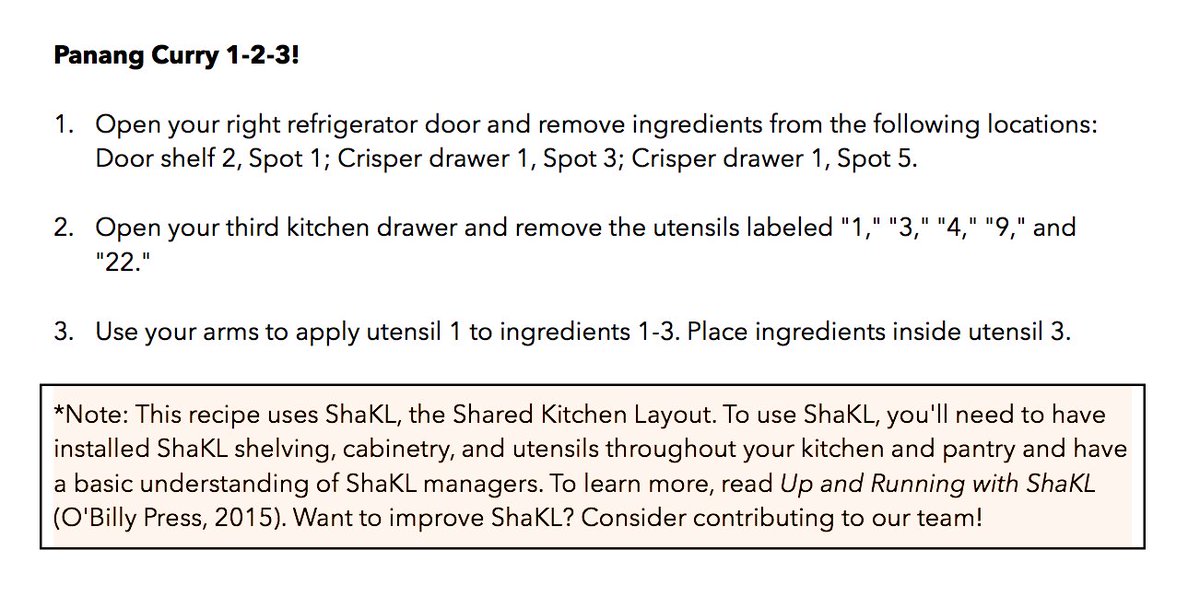 Panang Curry 1-2-3!
1. Open your right refrigerator door and remove ingredients from the following locations:
Door shelf 2, Spot 1; Crisper drawer 1, Spot 3; Crisper drawer 1, Spot 5.
2. Open your third kitchen drawer and remove the utensils labeled "1," "3," "4," "9," and
"22."
3. Use your arms to apply utensil 1 to ingredients 1-3. Place ingredients inside utensil 3.
*Note: This recipe uses ShaKL, the Shared Kitchen Layout. To use ShaKL, you'll need to have
installed ShaKL shelving, cabinetry, and utensils throughout your kitchen and pantry and have
a basic understanding of ShaKL managers. To learn more, read Up and Running with ShaKL
(O'Billy Press, 2015). Want to improve ShaKL? Consider contributing to our team!